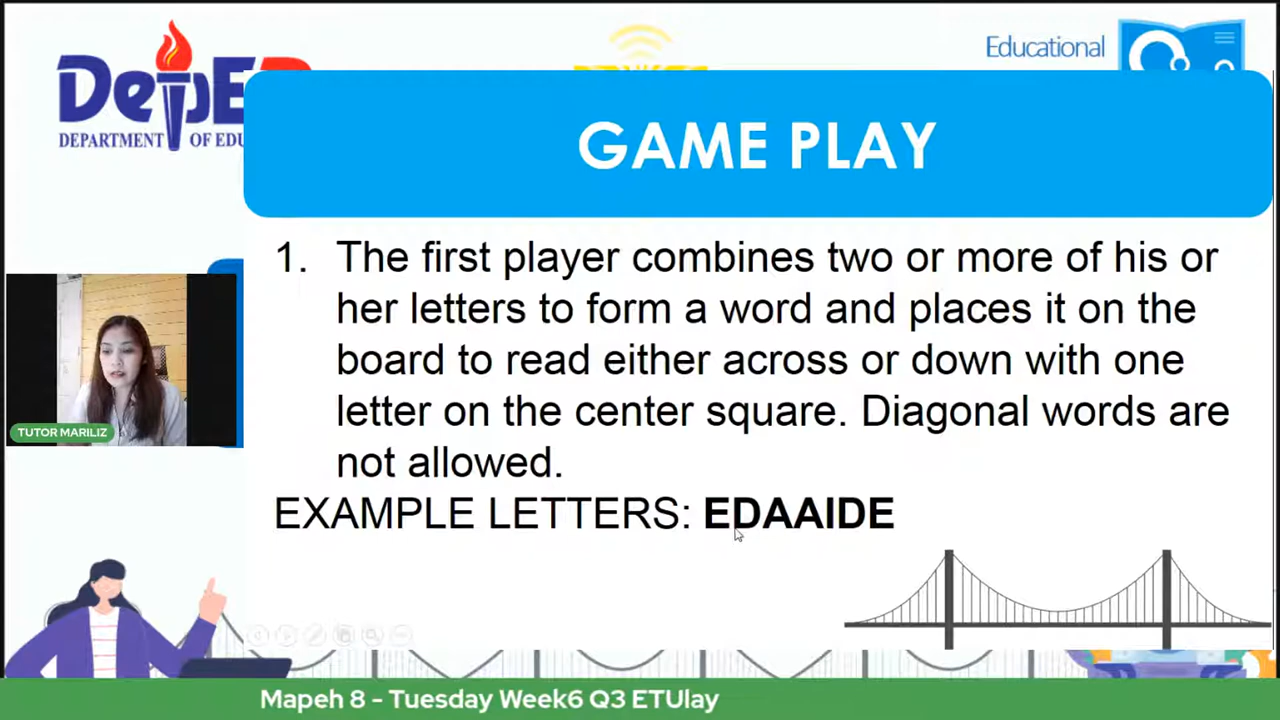 DepED
DEPARTMENT OF EDU
Educational
GAME PLAY
1. The first player combines two or more of his or
her letters to form a word and places it on the
board to read either across or down with one
letter on the center square. Diagonal words are
not allowed.
EXAMPLE LETTERS: EDAAIDE
TUTOR MARILIZ
Mapeh 8 - Tuesday Week6 Q3 ETUlay